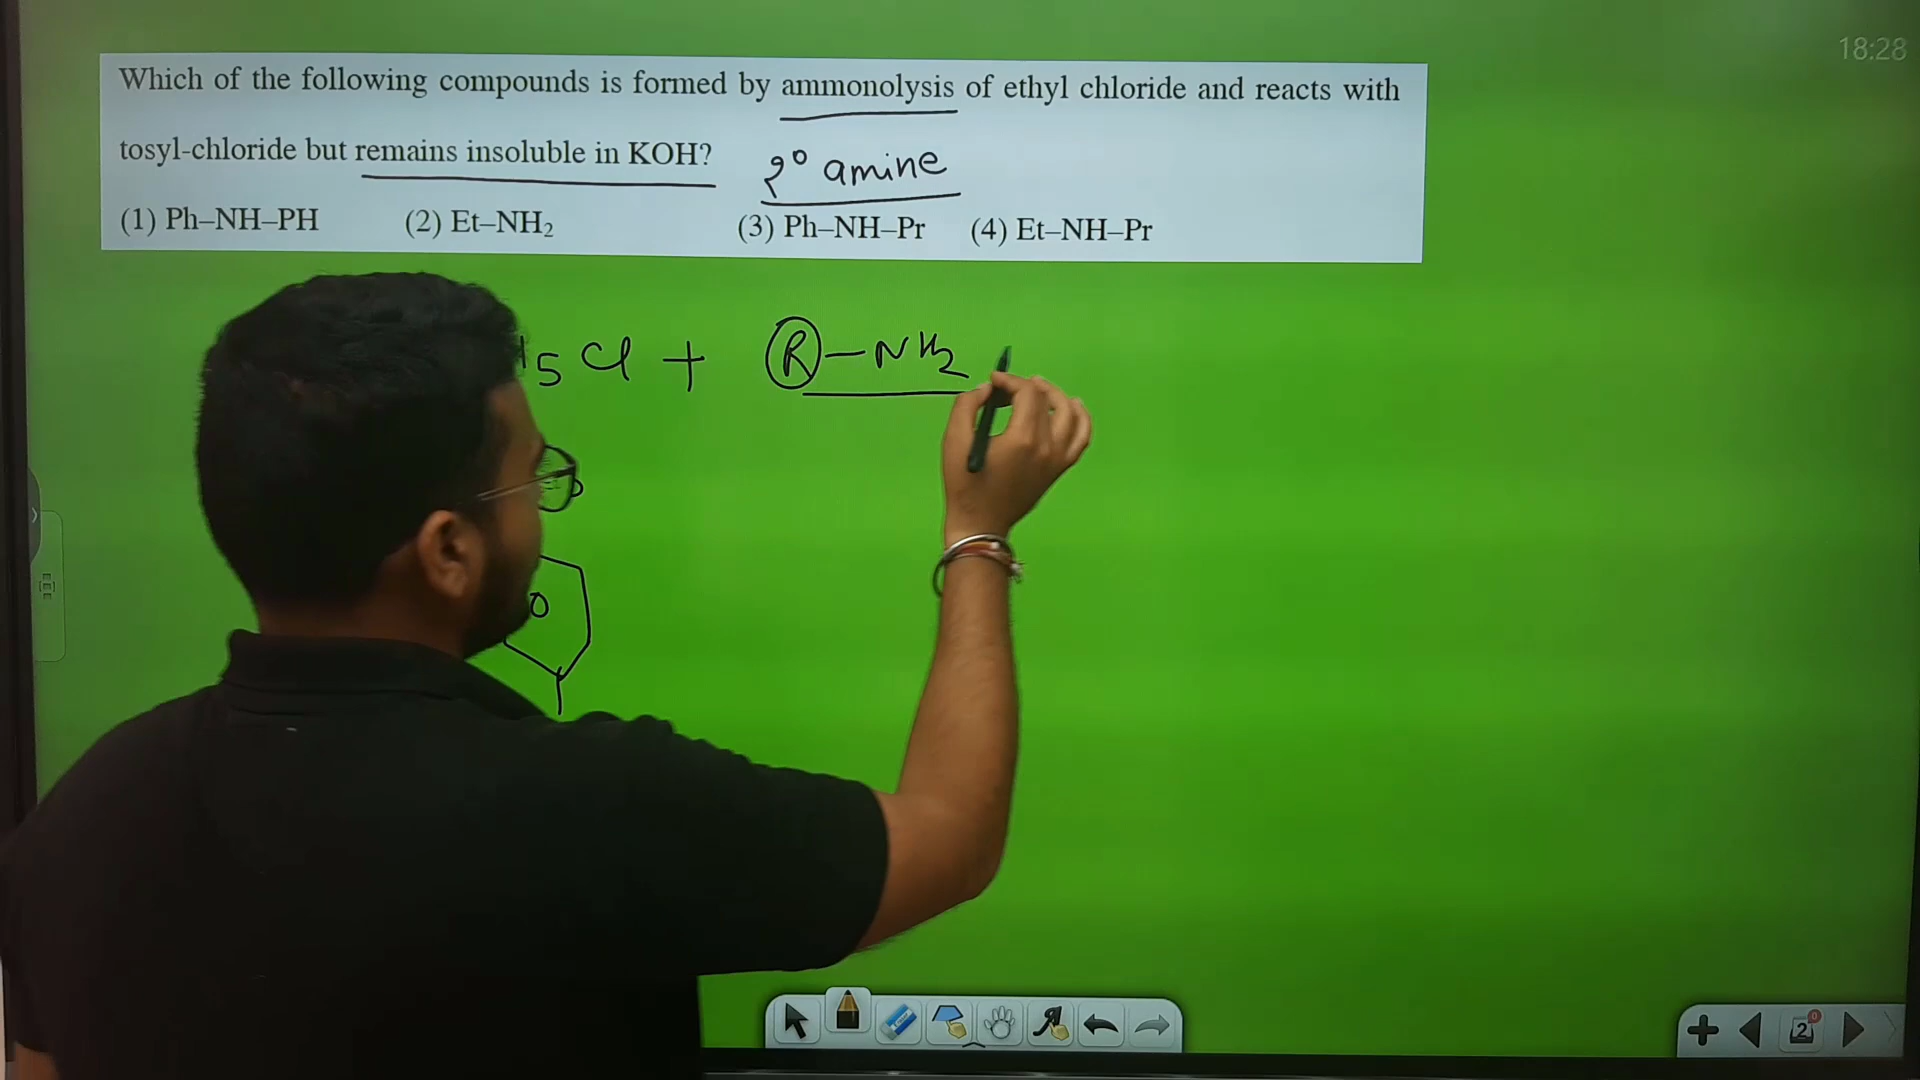 18:28
Which of the following compounds is formed by ammonolysis of ethyl chloride and reacts with
tosyl-chloride but remains insoluble in KOH?
2° amine
(1) Ph–NH–PH (2) Et–NH₂ (3) Ph–NH–Pr (4) Et–NH–Pr
5 Cl + R–NH₂
O
2